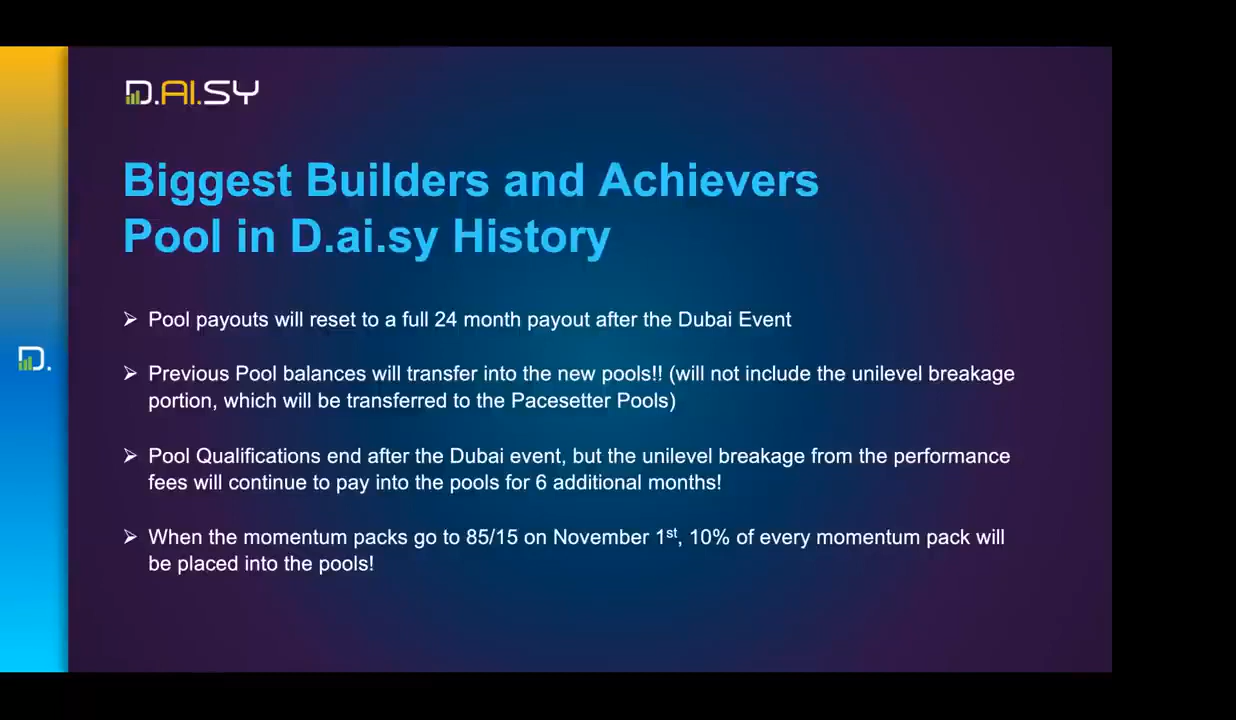 D.AI.SY
Biggest Builders and Achievers
Pool in D.ai.sy History
➢ Pool payouts will reset to a full 24 month payout after the Dubai Event
➢ Previous Pool balances will transfer into the new pools!! (will not include the unilevel breakage
portion, which will be transferred to the Pacesetter Pools)
➢ Pool Qualifications end after the Dubai event, but the unilevel breakage from the performance
fees will continue to pay into the pools for 6 additional months!
➢ When the momentum packs go to 85/15 on November 1st, 10% of every momentum pack will
be placed into the pools!
D.